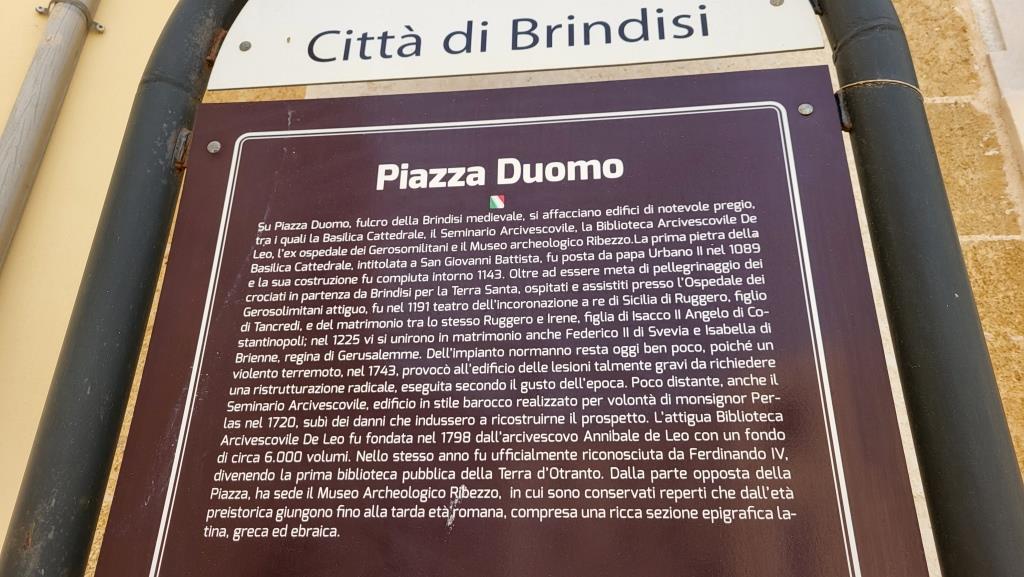 Città di Brindisi
Piazza Duomo
Su Piazza Duomo, fulcro della Brindisi medievale, si affacciano edifici di notevole pregio,
tra i quali la Basilica Cattedrale, il Seminario Arcivescovile, la Biblioteca Arcivescovile De
Leo, l'ex ospedale dei Gerosomilitani e il Museo archeologico Ribezzo.La prima pietra della
Basilica Cattedrale, intitolata a San Giovanni Battista, fu posta da papa Urbano II nel 1089
e la sua costruzione fu compiuta intorno 1143. Oltre ad essere meta di pellegrinaggio dei
crociati in partenza da Brindisi per la Terra Santa, ospitati e assistiti presso l'Ospedale dei
Gerosolimitani attiguo, fu nel 1191 teatro dell'incoronazione a re di Sicilia di Ruggero, figlio
di Tancredi, e del matrimonio tra lo stesso Ruggero e Irene, figlia di Isacco II Angelo di Co-
stantinopoli; nel 1225 vi si unirono in matrimonio anche Federico II di Svevia e Isabella di
Brienne, regina di Gerusalemme. Dell'impianto normanno resta oggi ben poco, poiché un
violento terremoto, nel 1743, provocò all'edificio delle lesioni talmente gravi da richiedere
una ristrutturazione radicale, eseguita secondo il gusto dell'epoca. Poco distante, anche il
Seminario Arcivescovile, edificio in stile barocco realizzato per volontà di monsignor Per-
las nel 1720, subì dei danni che indussero a ricostruirne il prospetto. L'attigua Biblioteca
Arcivescovile De Leo fu fondata nel 1798 dall'arcivescovo Annibale de Leo con un fondo
di circa 6.000 volumi. Nello stesso anno fu ufficialmente riconosciuta da Ferdinando IV,
divenendo la prima biblioteca pubblica della Terra d'Otranto. Dalla parte opposta della
Piazza, ha sede il Museo Archeologico Ribezzo, in cui sono conservati reperti che dall'età
preistorica giungono fino alla tarda età romana, compresa una ricca sezione epigrafica la-
tina, greca ed ebraica.